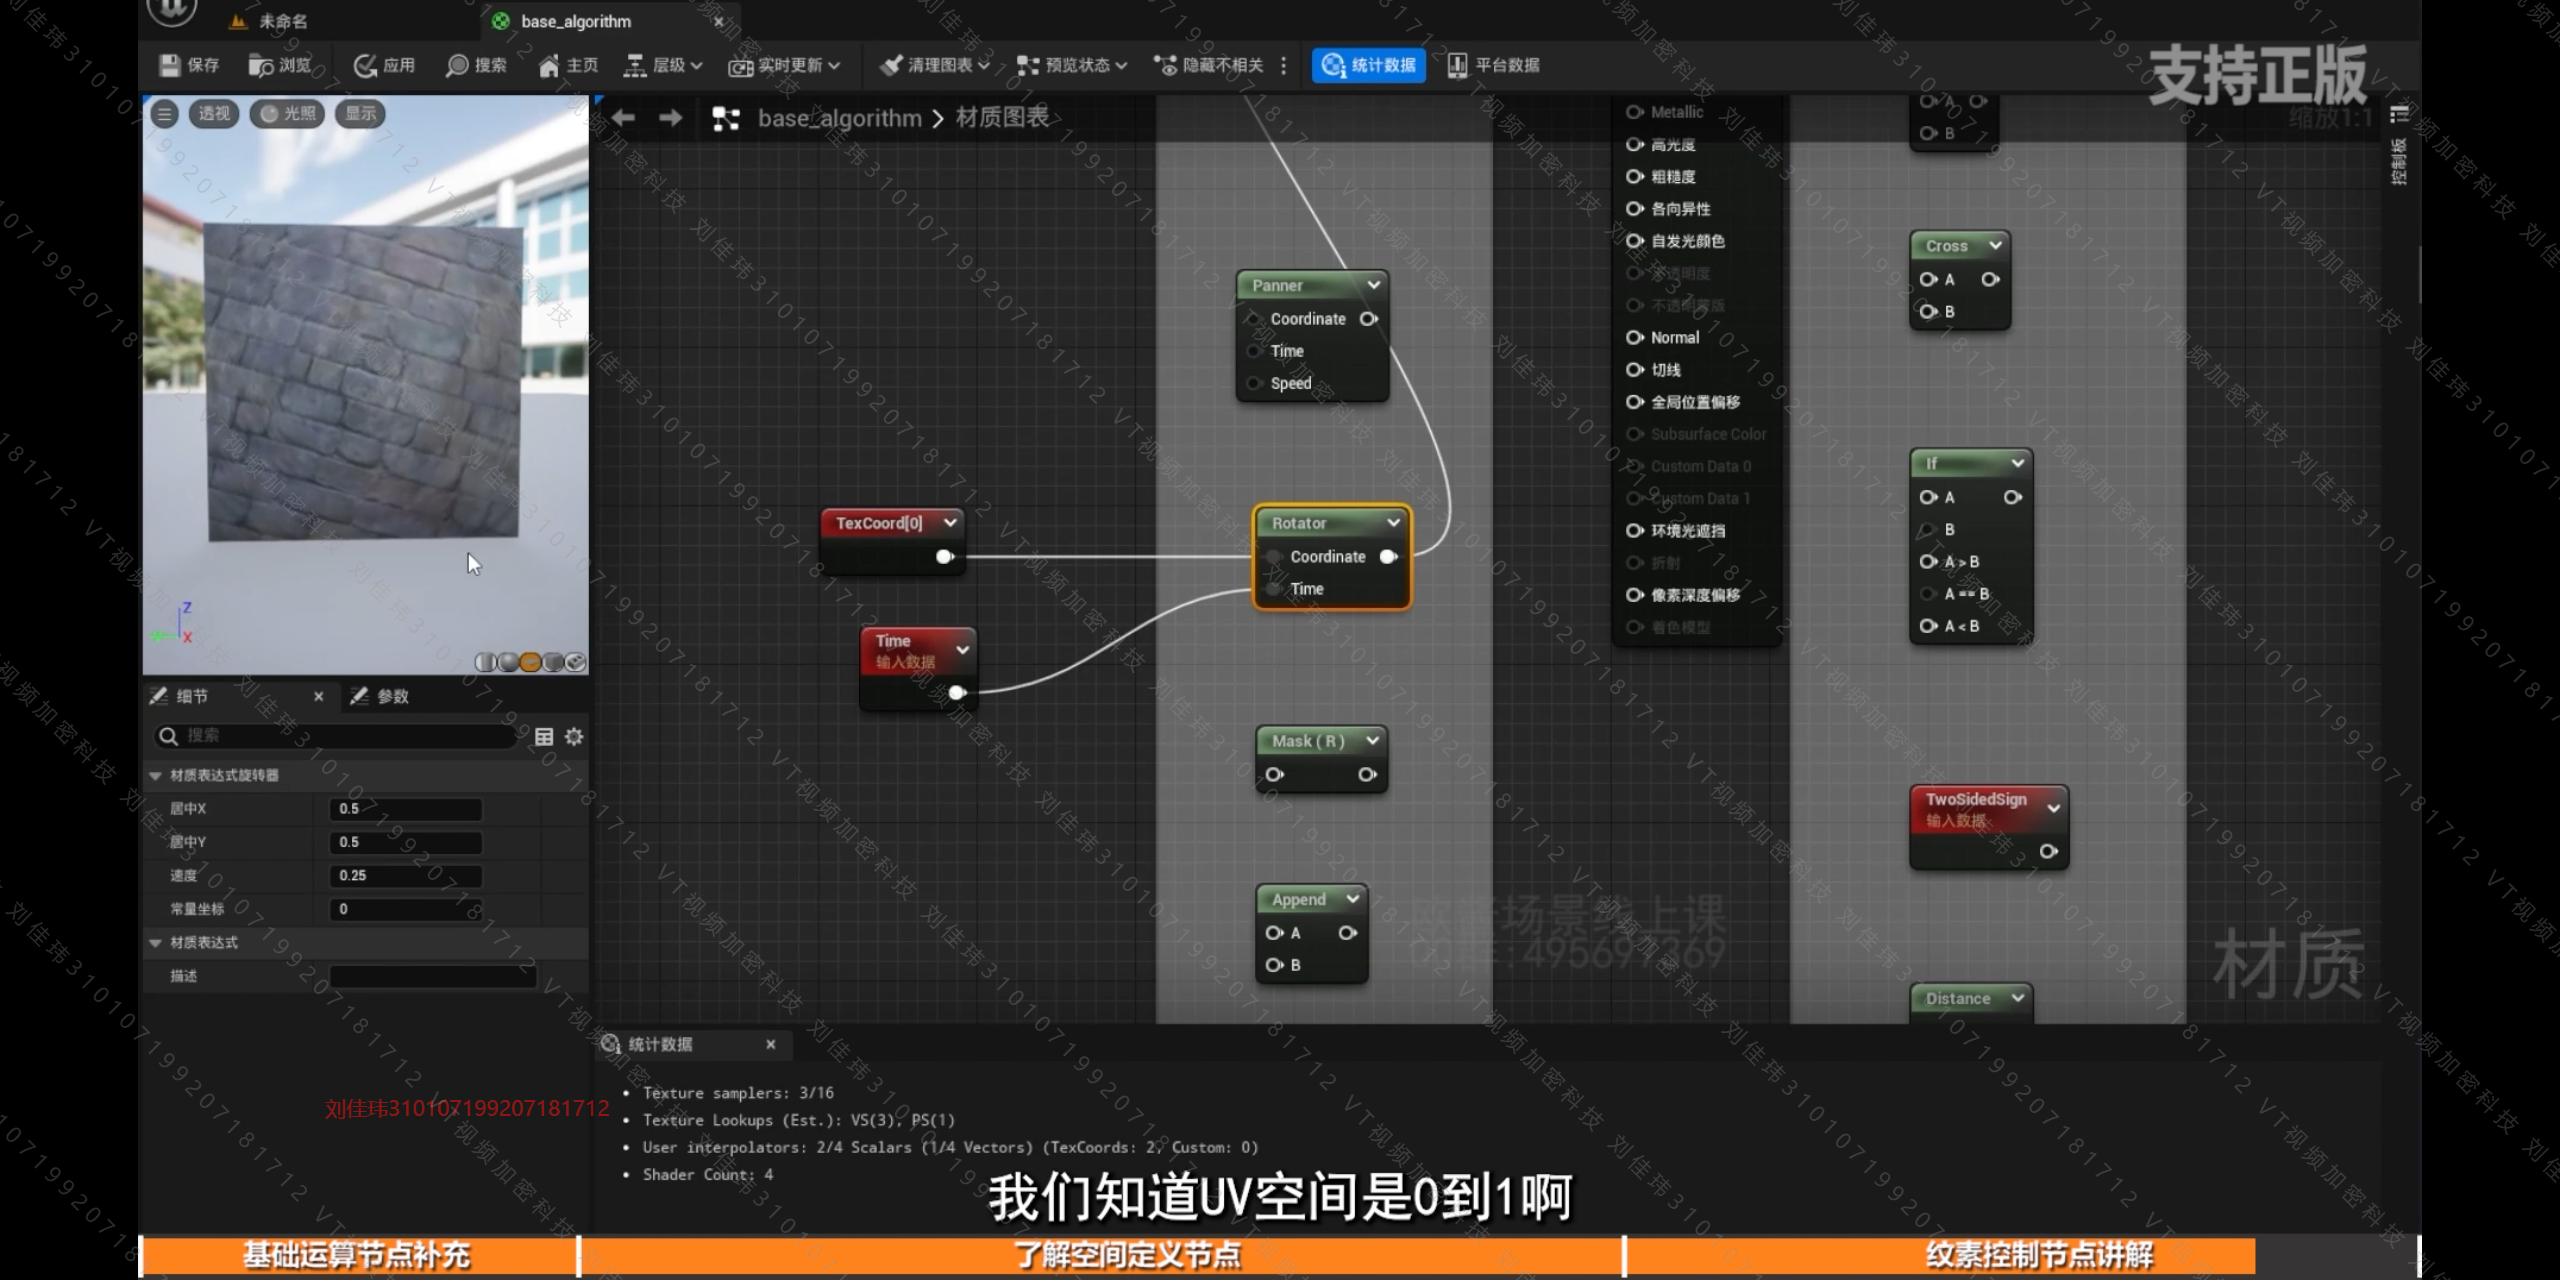 未命名
base_algorithm
保存
浏览
应用
搜索
主页
层级
实时更新
清理图表
预览状态
隐藏不相关
统计数据
平台数据
支持正版
透视
光照
显示
base_algorithm > 材质图表
缩放1:1
控制板
Metallic
高光度
粗糙度
各向异性
自发光颜色
不透明度
不透明蒙版
Normal
切线
全局位置偏移
Subsurface Color
Custom Data 0
Custom Data 1
环境光遮挡
折射
像素深度偏移
着色模型
A
B
Cross
A
B
If
A
B
A > B
A == B
A < B
TwoSidedSign
输入数据
Distance
Panner
Coordinate
Time
Speed
TexCoord[0]
Rotator
Coordinate
Time
Time
输入数据
Mask ( R )
Append
A
B
材质
Z
X
细节
参数
搜索
材质表达式旋转器
居中X
0.5
居中Y
0.5
速度
0.25
常量坐标
0
材质表达式
描述
统计数据
Texture samplers: 3/16
Texture Lookups (Est.): VS(3), PS(1)
User interpolators: 2/4 Scalars (1/4 Vectors) (TexCoords: 2, Custom: 0)
Shader Count: 4
刘佳玮310107199207181712
我们知道UV空间是0到1啊
基础运算节点补充
了解空间定义节点
纹素控制节点讲解